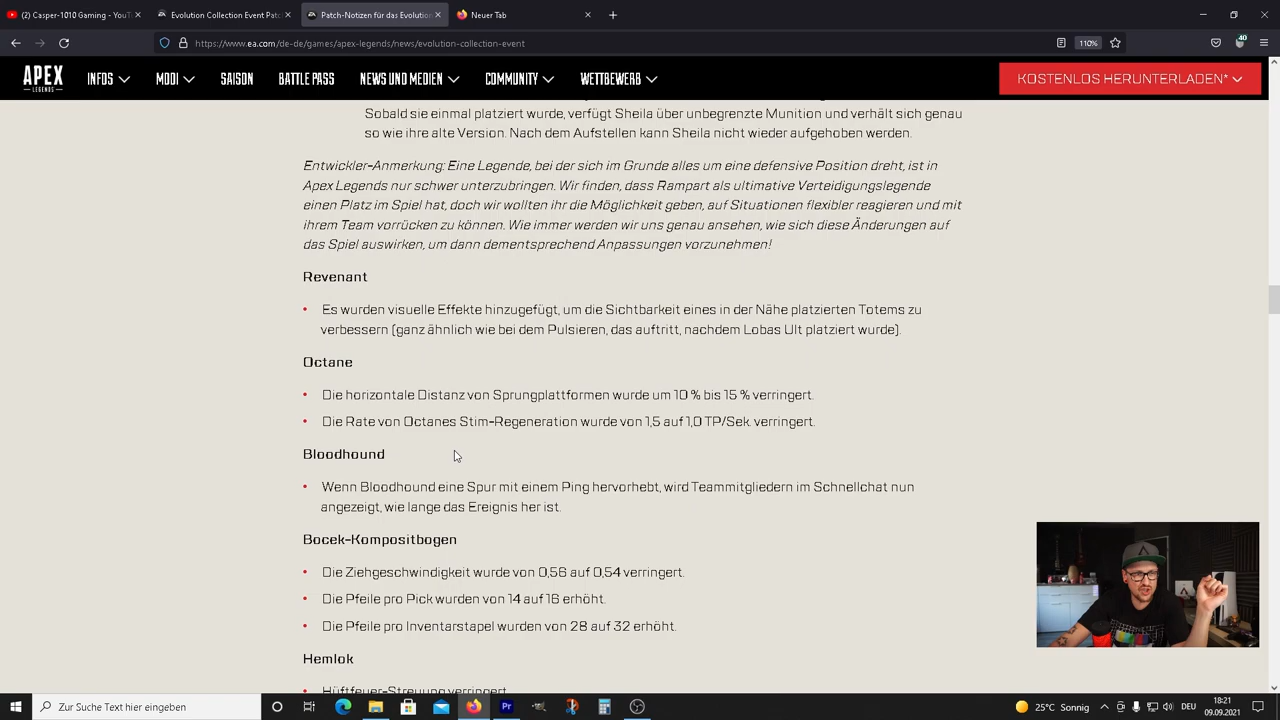 (2) Casper-1010 Gaming - YouT
Evolution Collection Event Patc
Patch-Notizen für das Evolution
Neuer Tab
https://www.ea.com/de-de/games/apex-legends/news/evolution-collection-event
110%
40
APEX
LEGENDS
INFOS
MODI
SAISON
BATTLE PASS
NEWS UND MEDIEN
COMMUNITY
WETTBEWERB
KOSTENLOS HERUNTERLADEN*
Sobald sie einmal platziert wurde, verfügt Sheila über unbegrenzte Munition und verhält sich genau
so wie ihre alte Version. Nach dem Aufstellen kann Sheila nicht wieder aufgehoben werden.
Entwickler-Anmerkung: Eine Legende, bei der sich im Grunde alles um eine defensive Position dreht, ist in
Apex Legends nur schwer unterzubringen. Wir finden, dass Rampart als ultimative Verteidigungslegende
einen Platz im Spiel hat, doch wir wollten ihr die Möglichkeit geben, auf Situationen flexibler reagieren und mit
ihrem Team vorrücken zu können. Wie immer werden wir uns genau ansehen, wie sich diese Änderungen auf
das Spiel auswirken, um dann dementsprechend Anpassungen vorzunehmen!
Revenant
• Es wurden visuelle Effekte hinzugefügt, um die Sichtbarkeit eines in der Nähe platzierten Totems zu
verbessern (ganz ähnlich wie bei dem Pulsieren, das auftritt, nachdem Lobas Ult platziert wurde).
Octane
• Die horizontale Distanz von Sprungplattformen wurde um 10 % bis 15 % verringert.
• Die Rate von Octanes Stim-Regeneration wurde von 1,5 auf 1,0 TP/Sek. verringert.
Bloodhound
• Wenn Bloodhound eine Spur mit einem Ping hervorhebt, wird Teammitgliedern im Schnellchat nun
angezeigt, wie lange das Ereignis her ist.
Bocek-Kompositbogen
• Die Ziehgeschwindigkeit wurde von 0,56 auf 0,54 verringert.
• Die Pfeile pro Pick wurden von 14 auf 16 erhöht.
• Die Pfeile pro Inventarstapel wurden von 28 auf 32 erhöht.
Hemlok
• Hüftfeuer-Streuung verringert
Zur Suche Text hier eingeben
Pr
25°C Sonnig
DEU
18:21
09.09.2021